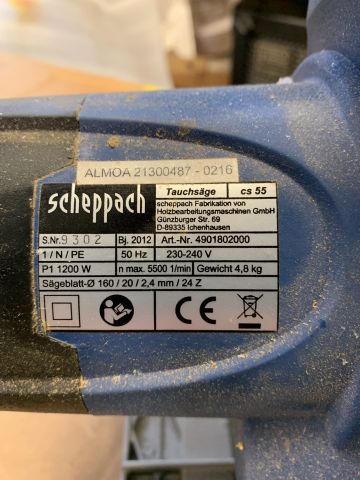 ALMOA 21300487 - 0216
scheppach
Tauchsäge cs 55
scheppach Fabrikation von
Holzbearbeitungsmaschinen GmbH
Günzburger Str. 69
D-89335 Ichenhausen
S.Nr. 9302 Bj. 2012 Art.-Nr. 4901802000
1 / N / PE 50 Hz 230-240 V
P1 1200 W n max. 5500 1/min Gewicht 4,8 kg
Sägeblatt-Ø 160 / 20 / 2,4 mm / 24 Z
CE